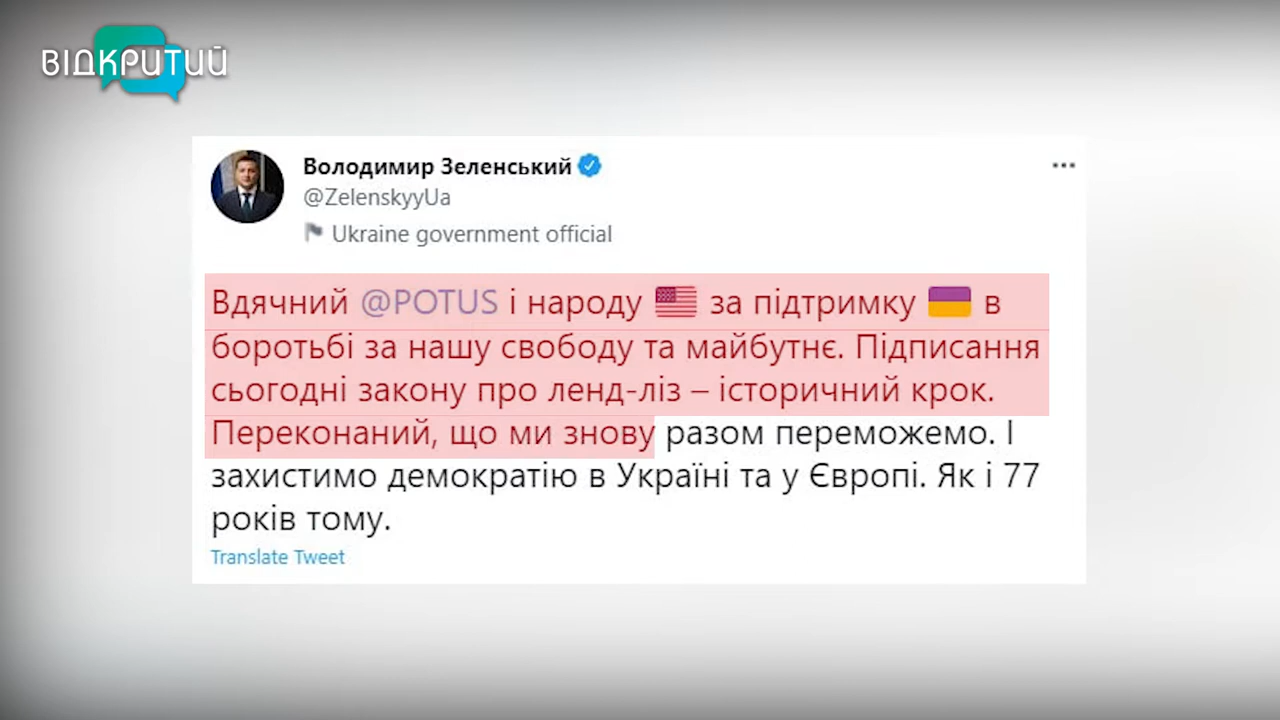 ВІДКРИТИЙ
Володимир Зеленський
@ZelenskyyUa
Ukraine government official
Вдячний @POTUS і народу 🇺🇸 за підтримку 🇺🇦 в
боротьбі за нашу свободу та майбутнє. Підписання
сьогодні закону про ленд-ліз – історичний крок.
Переконаний, що ми знову разом переможемо. І
захистимо демократію в Україні та у Європі. Як і 77
років тому.
Translate Tweet